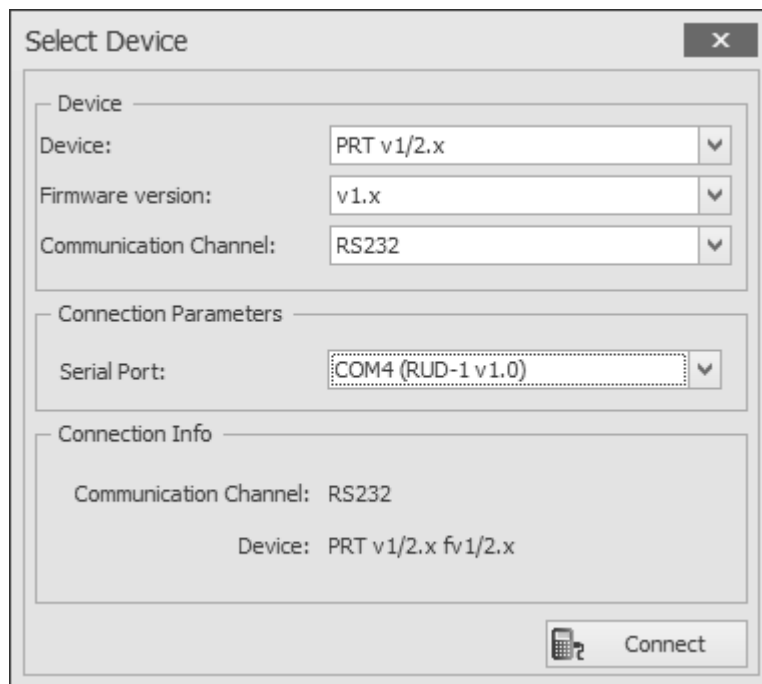 Select Device
Device
Device: PRT v1/2.x
Firmware version: v1.x
Communication Channel: RS232
Connection Parameters
Serial Port: COM4 (RUD-1 v1.0)
Connection Info
Communication Channel: RS232
Device: PRT v1/2.x fv1/2.x
Connect